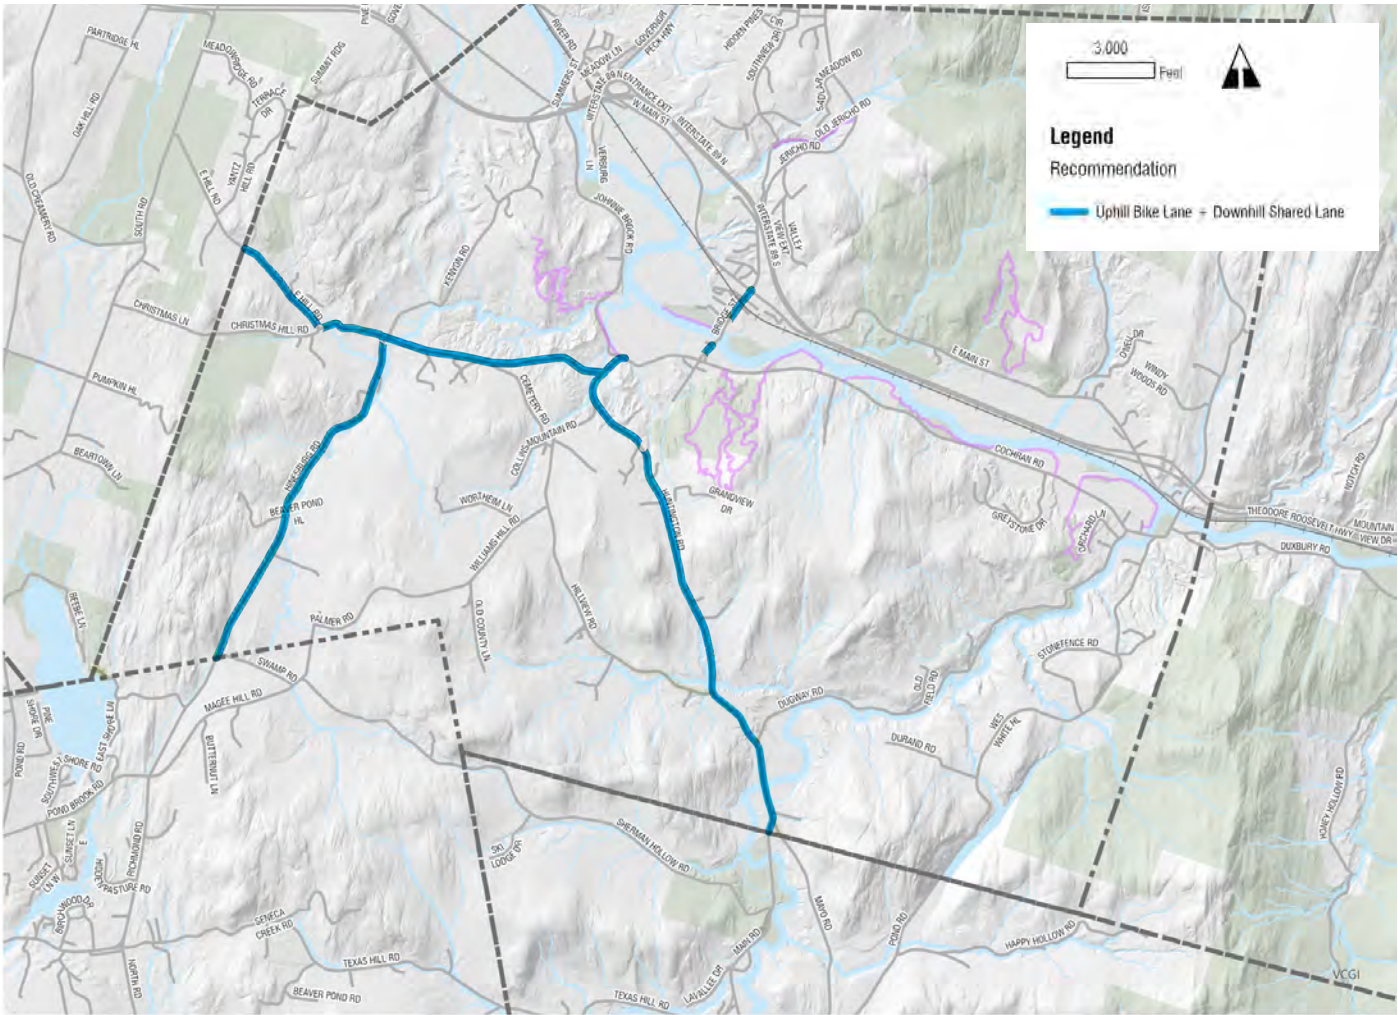 3,000
Feet
Legend
Recommendation
Uphill Bike Lane + Downhill Shared Lane
PARTRIDGE HL
OAK HILL RD
OLD CREAMERY RD
SOUTH RD
MEADOWRIDGE RD
TERRACE DR
SUMMIT RDG
E HILL RD
YANTZ HILL RD
RIVER RD
SUMMERS ST
MEADOW LN
GOVERNOR PECK HWY
INTERSTATE 89 N ENTRANCE EXIT
W MAIN ST
INTERSTATE 89 N
HIDDEN PINES
SOUTHVIEW DR
SADLAR MEADOW RD
OLD JERICHO RD
JERICHO RD
VERBURG LN
JOHNNIE BROOK RD
KENYON RD
INTERSTATE 89 S
VALLEY VIEW EXT
CHRISTMAS LN
CHRISTMAS HILL RD
E HILL RD
BRIDGE ST
E MAIN ST
O'NEIL DR
WINDY WOODS RD
PUMPKIN HL
BEARTOWN LN
CEMETERY RD
COLLINS MOUNTAIN RD
HINESBURG RD
BEAVER POND HL
WORTHEIM LN
WILLIAMS HILL RD
HUNTINGTON RD
GRANDVIEW DR
COCHRAN RD
GREYSTONE DR
ORCHARD LN
NOTCH RD
THEODORE ROOSEVELT HWY
MOUNTAIN VIEW DR
DUXBURY RD
BEEBE LN
PALMER RD
OLD COUNTY LN
HILLVIEW RD
STONEFENCE RD
SWAMP RD
MAGEE HILL RD
BUTTERNUT LN
DUGWAY RD
OLD FIELD RD
DURAND RD
WES WHITE HL
PINE SHORE DR
POND RD
EAST SHORE LN
SOUTHWEST SHORE RD
POND BROOK RD
SUNSET LN E
SUNSET LN W
RICHMOND RD
PASTURE RD
BIRCHWOOD DR
NORTH RD
SKI LODGE DR
SHERMAN HOLLOW RD
HONEY HOLLOW RD
SENECA CREEK RD
TEXAS HILL RD
BEAVER POND RD
TEXAS HILL RD
LAVALLEE DR
MAIN RD
MAYO RD
POND RD
HAPPY HOLLOW RD
VCGI